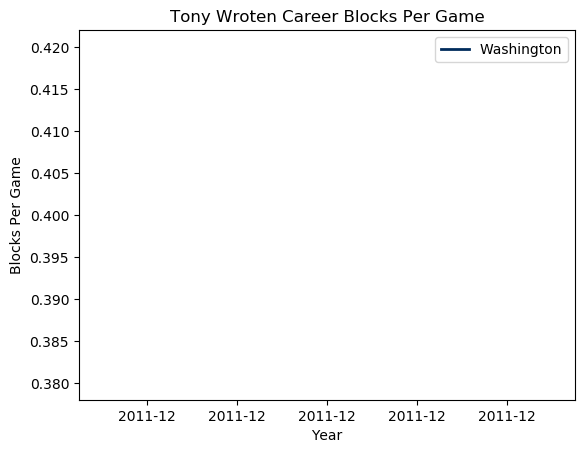 Tony Wroten Career Blocks Per Game
Washington
0.420
0.415
0.410
0.405
0.400
0.395
0.390
0.385
0.380
Blocks Per Game
2011-12 2011-12 2011-12 2011-12 2011-12
Year